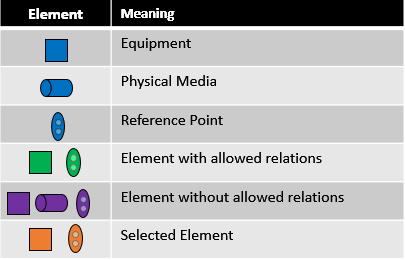 Element Meaning
Equipment
Physical Media
Reference Point
Element with allowed relations
Element without allowed relations
Selected Element